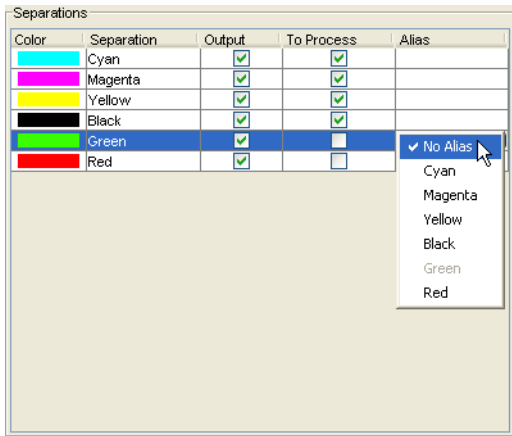 Separations
Color Separation Output To Process Alias
Cyan
Magenta
Yellow
Black
Green
Red
No Alias
Cyan
Magenta
Yellow
Black
Green
Red